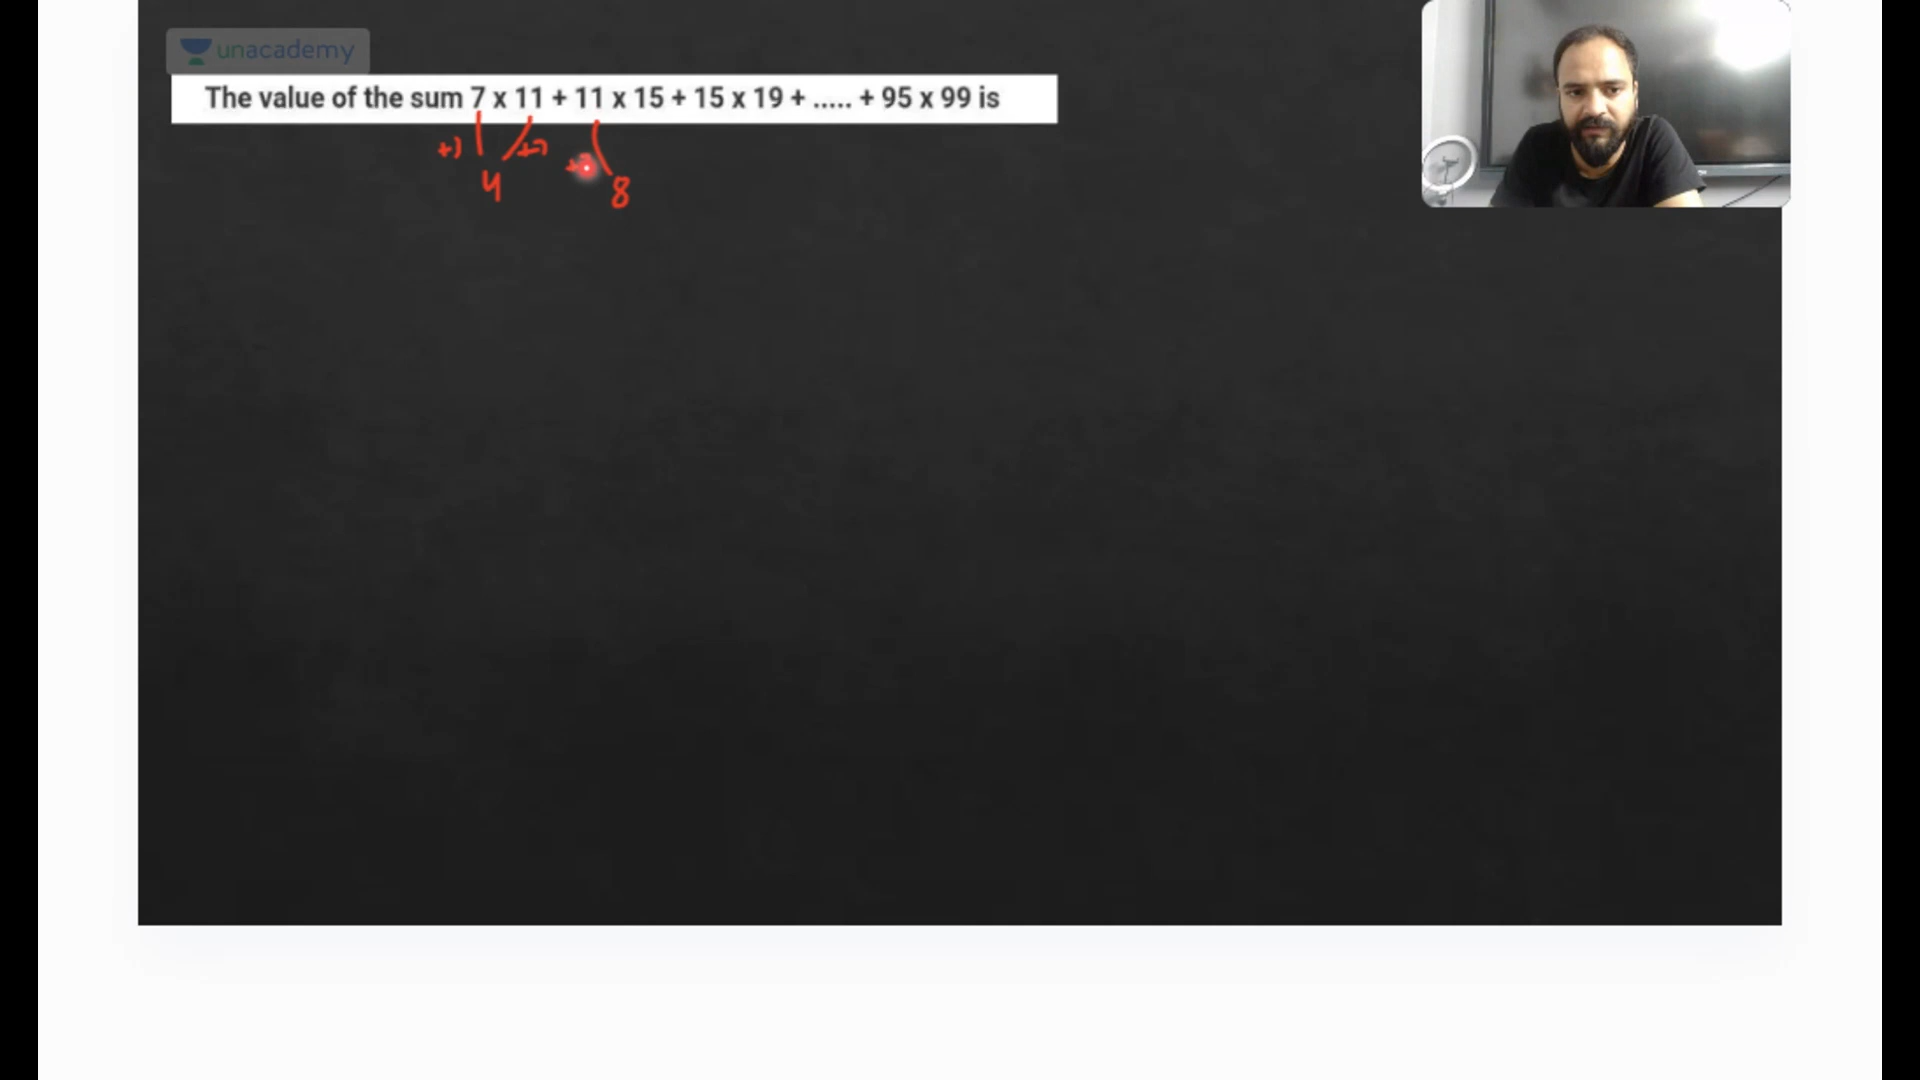 unacademy
The value of the sum 7 x 11 + 11 x 15 + 15 x 19 + ..... + 95 x 99 is
4
8